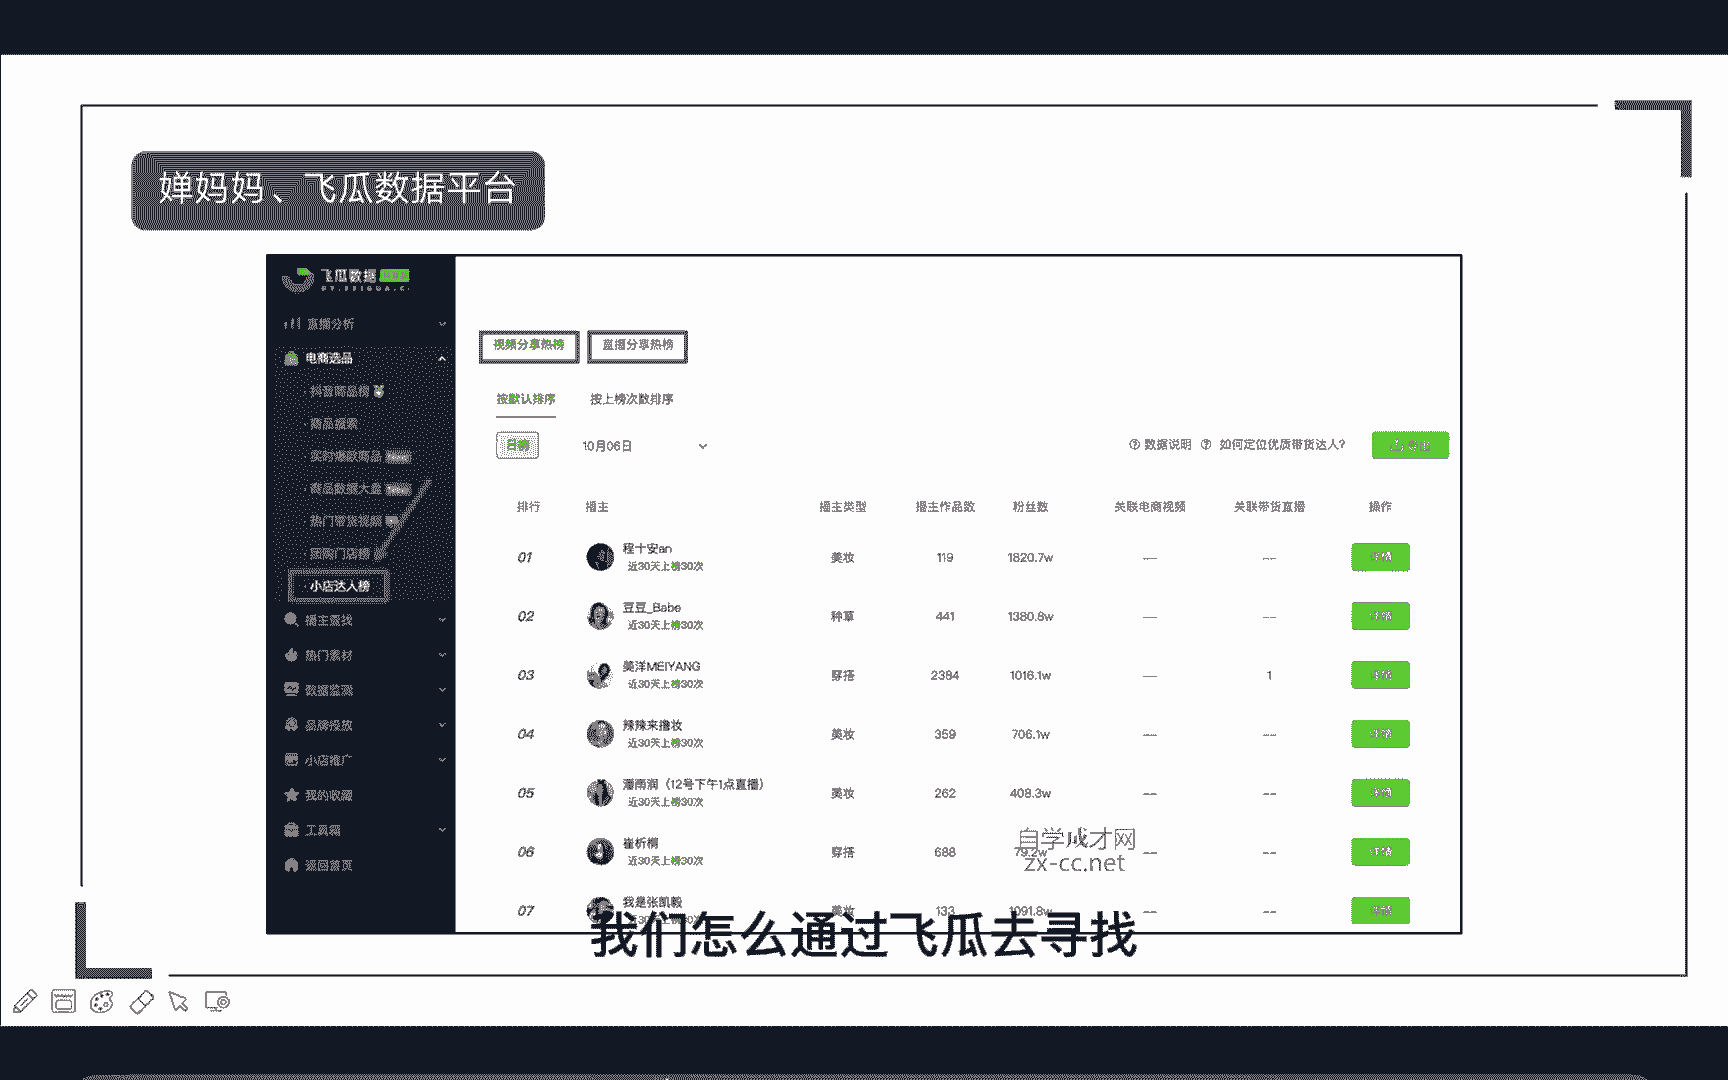 婵妈妈、飞瓜数据平台
飞瓜数据
直播分析
电商选品
抖音商品榜
商品搜索
实时爆款商品
商品数据大盘
热门带货视频
团购门店榜
小店达人榜
播主查找
热门素材
数据监测
品牌投放
小店推广
我的收藏
工具箱
返回首页
视频分享热榜 直播分享热榜
按默认排序 按上榜次数排序
日榜 10月06日 数据说明 如何定位优质带货达人?
排行 播主 播主类型 播主作品数 粉丝数 关联电商视频 关联带货直播 操作
01 程十安an 美妆 119 1820.7w —— -- 详情
近30天上榜30次
02 豆豆_Babe 种草 441 1380.8w —— -- 详情
近30天上榜30次
03 美洋MEIYANG 穿搭 2384 1016.1w —— 1 详情
近30天上榜30次
04 辣辣来撸妆 美妆 359 706.1w —— -- 详情
近30天上榜30次
05 潘雨润（12号下午1点直播） 美妆 262 408.3w -- -- 详情
近30天上榜30次
06 崔析桐 穿搭 688 79.2w -- -- 详情
近30天上榜30次
07 我是张凯毅 美妆 133 1091.8w -- -- 详情
自学成才网
zx-cc.net
我们怎么通过飞瓜去寻找